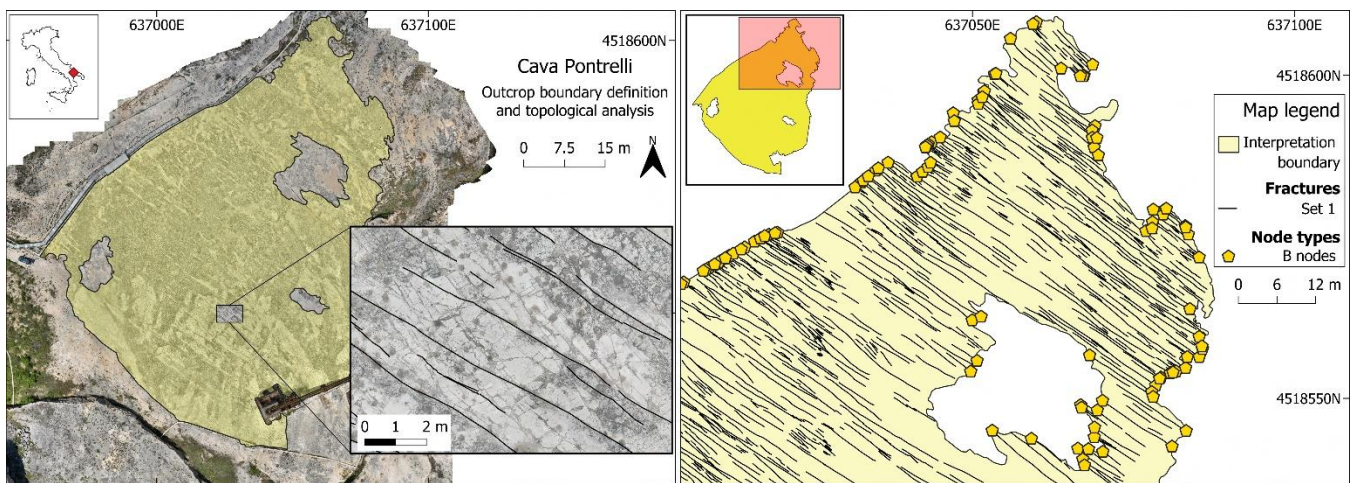 637000E
637100E
4518600N
Cava Pontrelli
Outcrop boundary definition
and topological analysis
0 7.5 15 m
N
0 1 2 m
637050E
637100E
4518600N
Map legend
Interpretation
boundary
Fractures
Set 1
Node types
B nodes
0 6 12 m
4518550N